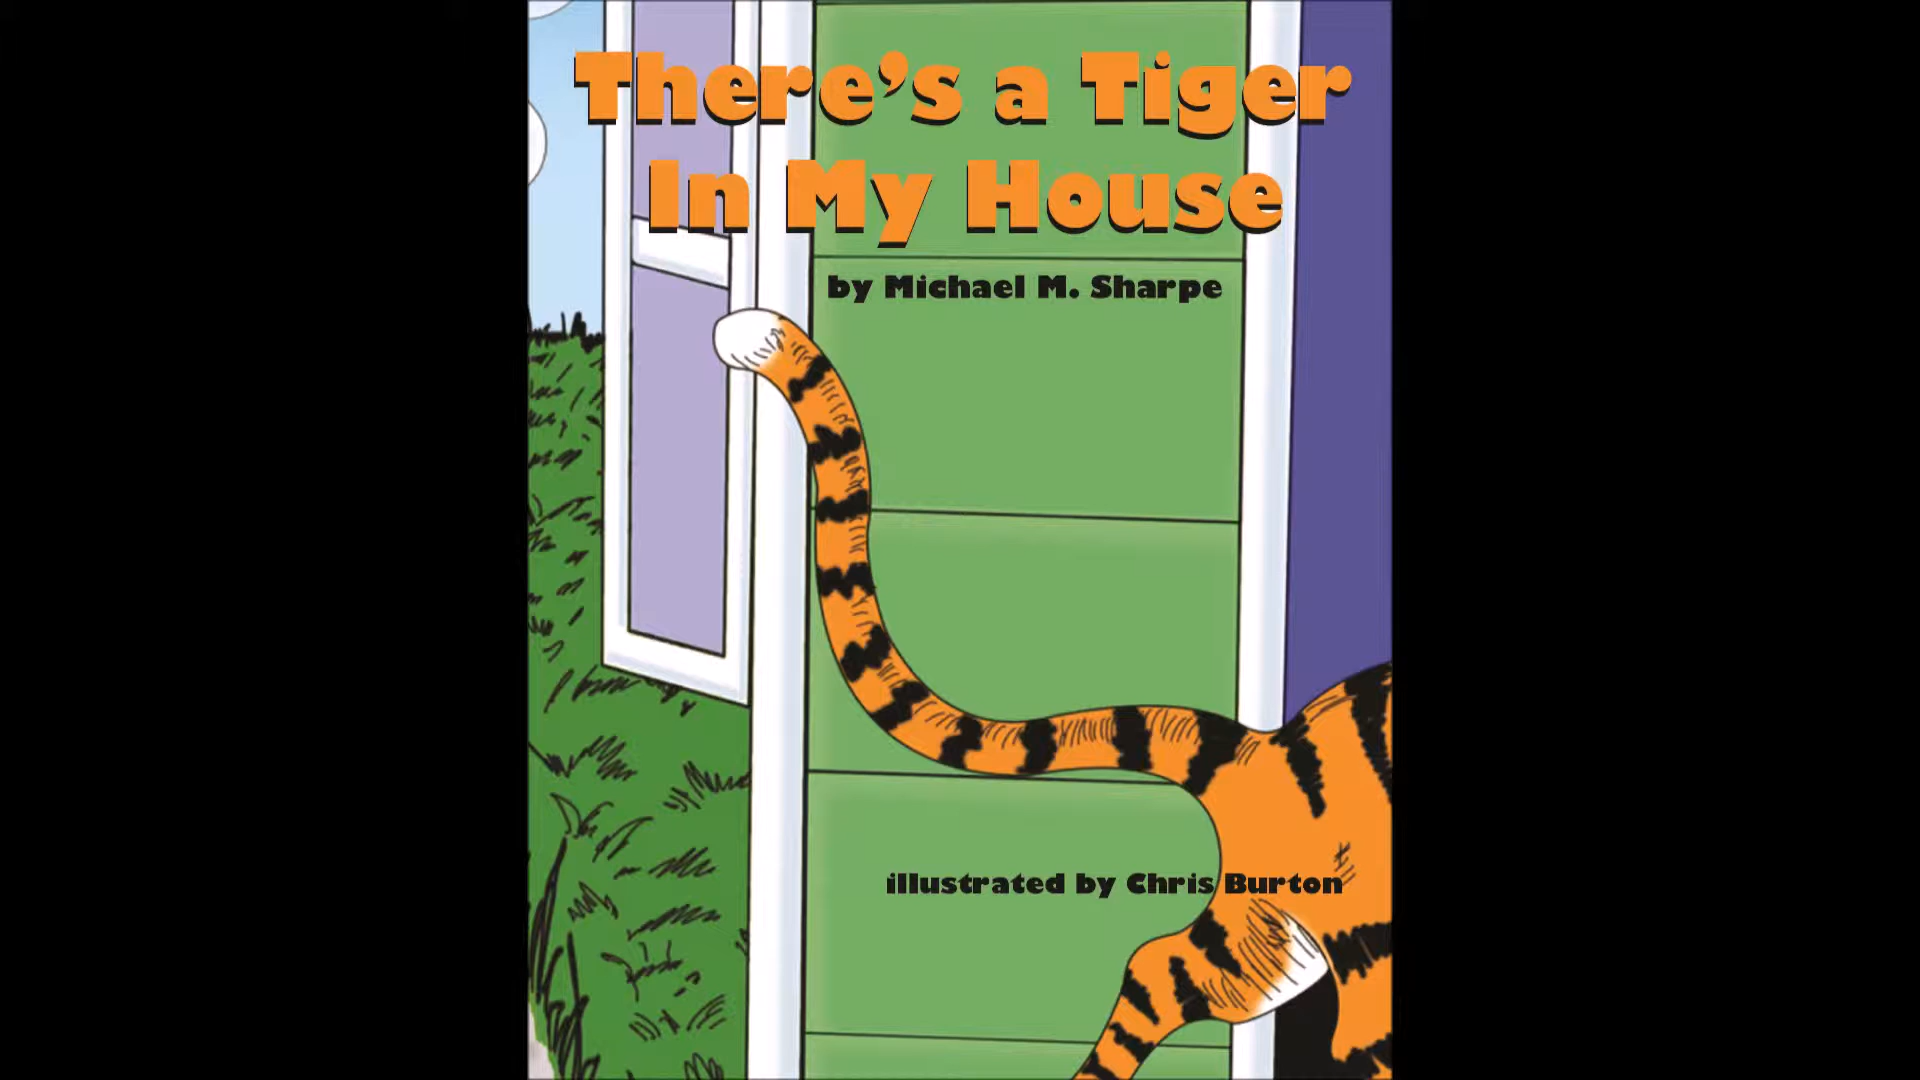 There's a Tiger
In My House
by Michael M. Sharpe
illustrated by Chris Burton